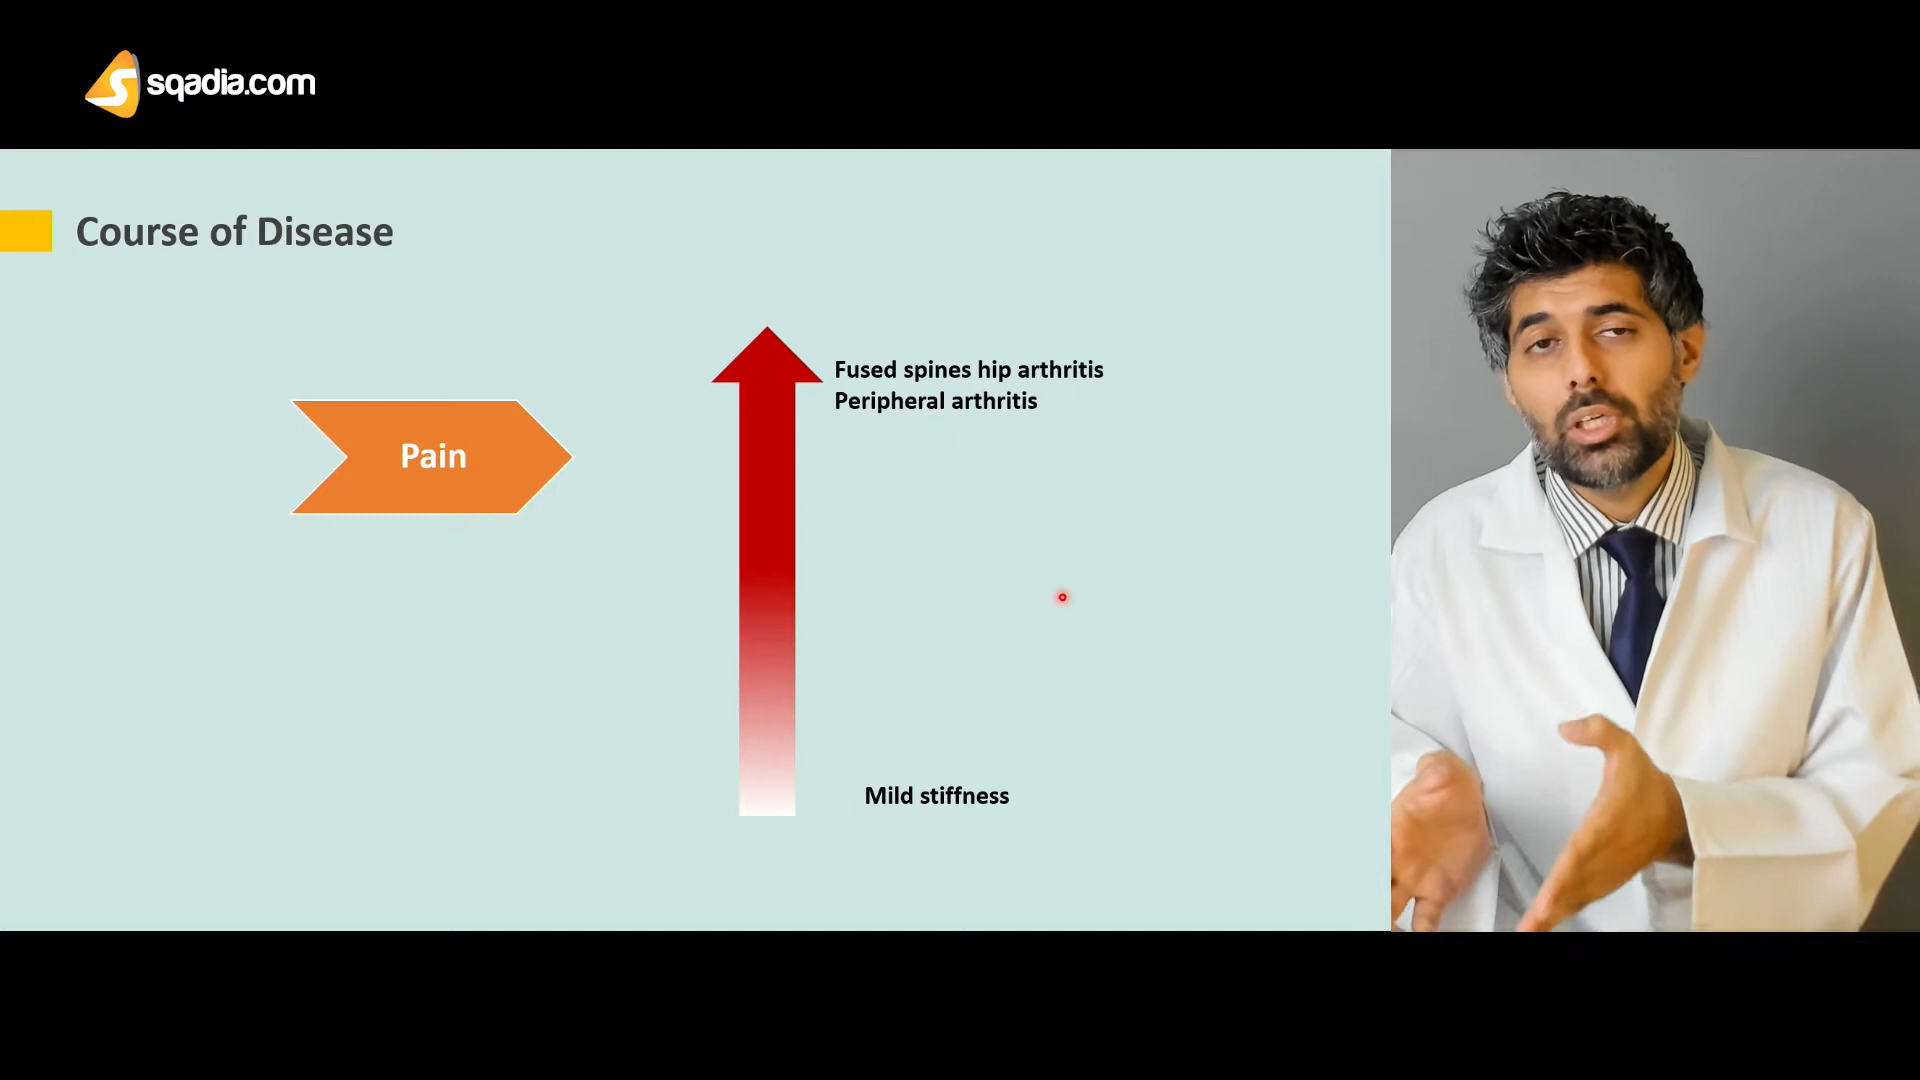 sqadia.com
Course of Disease
Pain
Fused spines hip arthritis
Peripheral arthritis
Mild stiffness